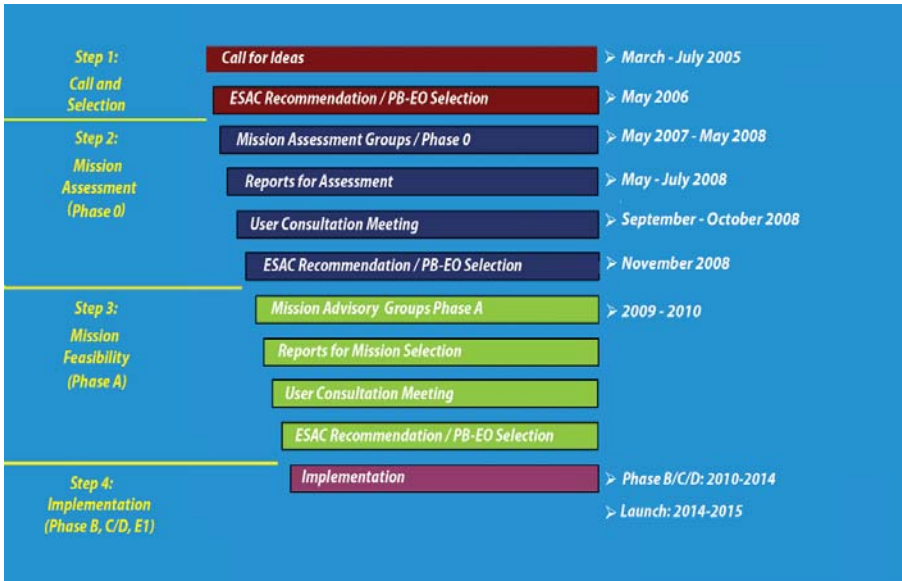 Step 1:
Call and
Selection
Call for Ideas
➢ March - July 2005
ESAC Recommendation / PB-EO Selection
➢ May 2006
Step 2:
Mission
Assessment
(Phase 0)
Mission Assessment Groups / Phase 0
➢ May 2007 - May 2008
Reports for Assessment
➢ May - July 2008
User Consultation Meeting
➢ September - October 2008
ESAC Recommendation / PB-EO Selection
➢ November 2008
Step 3:
Mission
Feasibility
(Phase A)
Mission Advisory Groups Phase A
➢ 2009 - 2010
Reports for Mission Selection
User Consultation Meeting
ESAC Recommendation / PB-EO Selection
Step 4:
Implementation
(Phase B, C/D, E1)
Implementation
➢ Phase B/C/D: 2010-2014
➢ Launch: 2014-2015